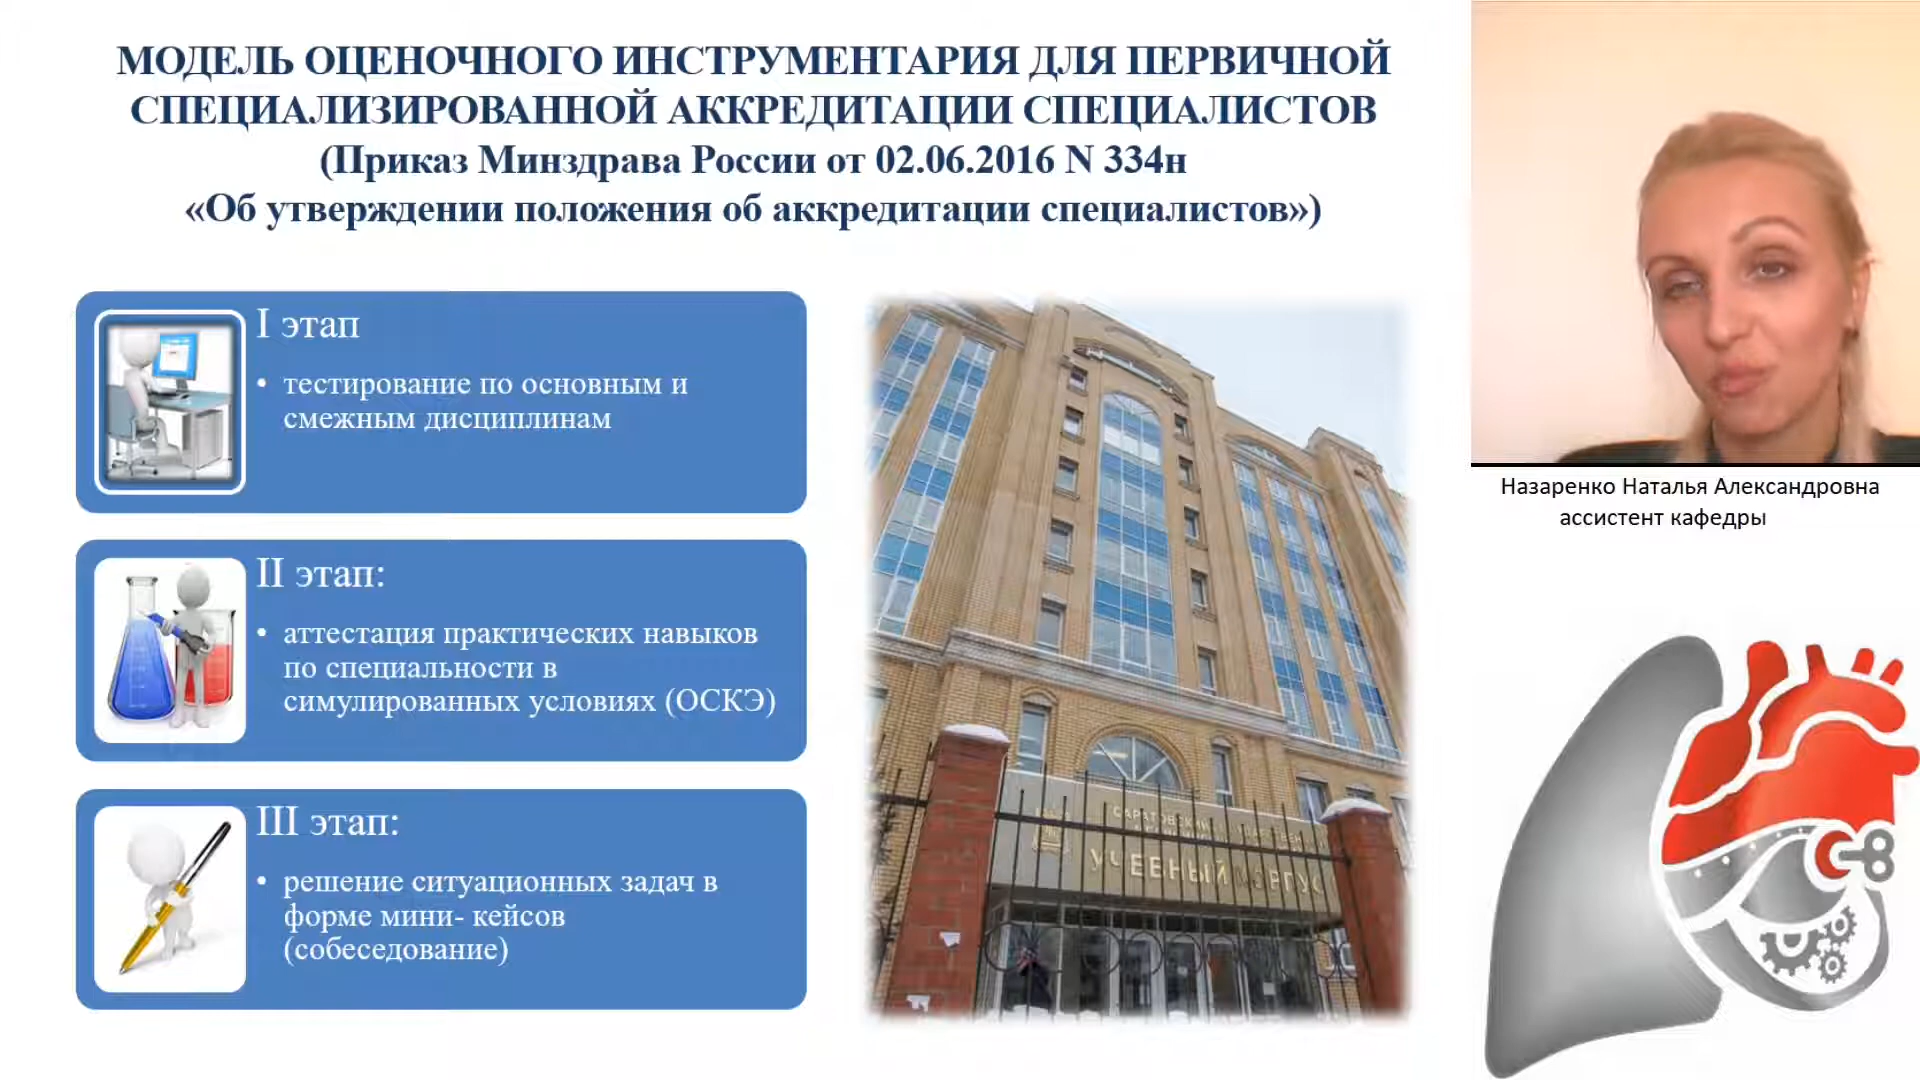 МОДЕЛЬ ОЦЕНОЧНОГО ИНСТРУМЕНТАРИЯ ДЛЯ ПЕРВИЧНОЙ
СПЕЦИАЛИЗИРОВАННОЙ АККРЕДИТАЦИИ СПЕЦИАЛИСТОВ
(Приказ Минздрава России от 02.06.2016 N 334н
«Об утверждении положения об аккредитации специалистов»)
I этап
• тестирование по основным и
смежным дисциплинам
II этап:
• аттестация практических навыков
по специальности в
симулированных условиях (ОСКЭ)
III этап:
• решение ситуационных задач в
форме мини- кейсов
(собеседование)
УЧЕБНЫЙ КОРПУС
Назаренко Наталья Александровна
ассистент кафедры